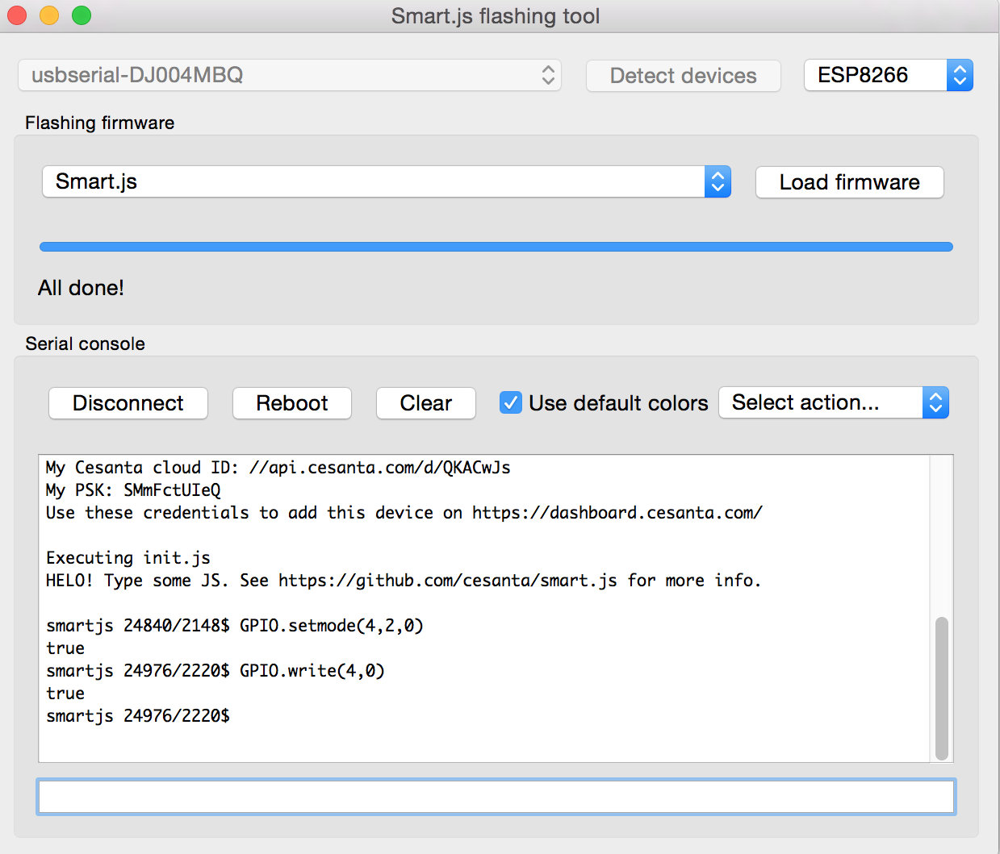 Smart.js flashing tool
usbserial-DJ004MBQ
Detect devices
ESP8266
Flashing firmware
Smart.js
Load firmware
All done!
Serial console
Disconnect
Reboot
Clear
Use default colors
Select action...
My Cesanta cloud ID: //api.cesanta.com/d/QKACwJs
My PSK: SMmFctUIeQ
Use these credentials to add this device on https://dashboard.cesanta.com/
Executing init.js
HELO! Type some JS. See https://github.com/cesanta/smart.js for more info.
smartjs 24840/2148$ GPIO.setmode(4,2,0)
true
smartjs 24976/2220$ GPIO.write(4,0)
true
smartjs 24976/2220$